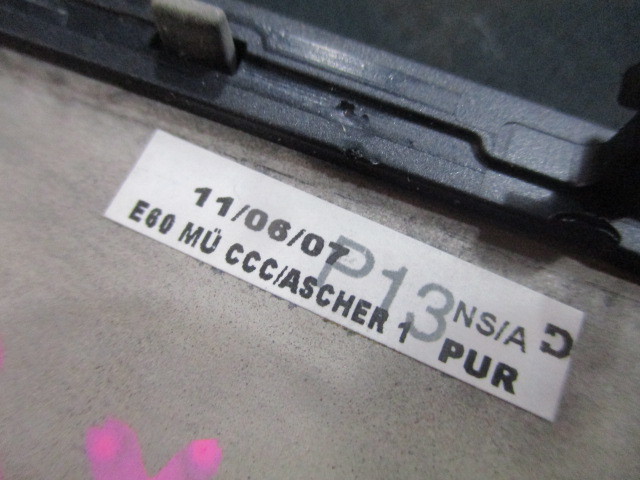 11/06/07
P13 NS/A D
E60 MÜ CCC/ASCHER 1
PUR